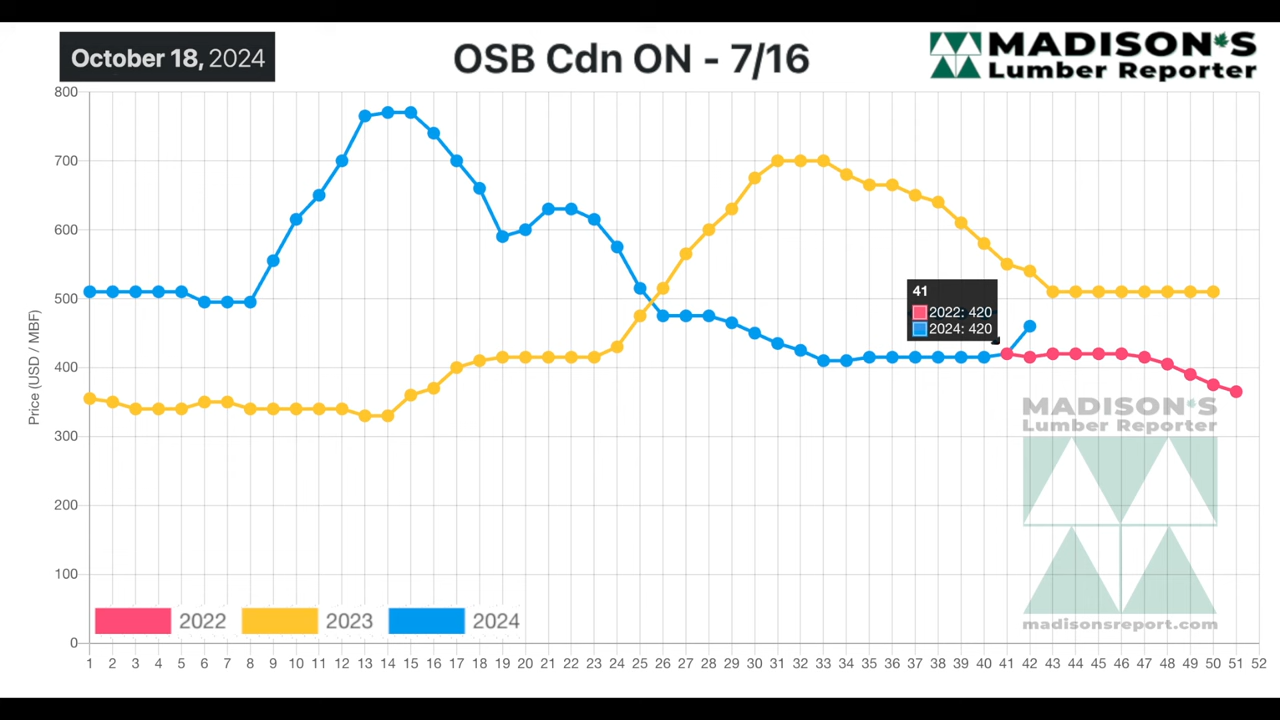 October 18, 2024
OSB Cdn ON - 7/16
MADISON'S
Lumber Reporter
800
700
600
500
400
300
200
100
0
Price (USD / MBF)
41
2022: 420
2024: 420
MADISON'S
Lumber Reporter
madisonsreport.com
2022 2023 2024
1 2 3 4 5 6 7 8 9 10 11 12 13 14 15 16 17 18 19 20 21 22 23 24 25 26 27 28 29 30 31 32 33 34 35 36 37 38 39 40 41 42 43 44 45 46 47 48 49 50 51 52